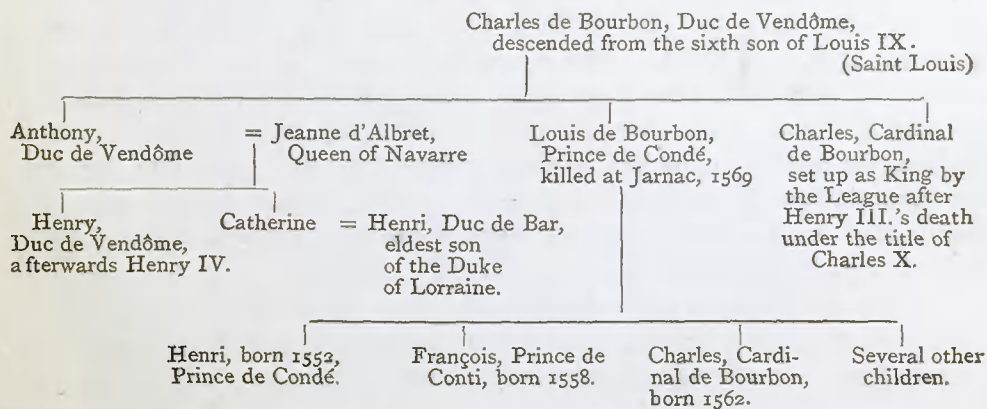 Charles de Bourbon, Duc de Vendôme,
descended from the sixth son of Louis IX.
(Saint Louis)
Anthony,
Duc de Vendôme
= Jeanne d'Albret,
Queen of Navarre
Louis de Bourbon,
Prince de Condé,
killed at Jarnac, 1569
Charles, Cardinal
de Bourbon,
set up as King by
the League after
Henry III.'s death
under the title of
Charles X.
Henry,
Duc de Vendôme,
afterwards Henry IV.
Catherine
= Henri, Duc de Bar,
eldest son
of the Duke
of Lorraine.
Henri, born 1552,
Prince de Condé.
François, Prince de
Conti, born 1558.
Charles, Cardi-
nal de Bourbon,
born 1562.
Several other
children.